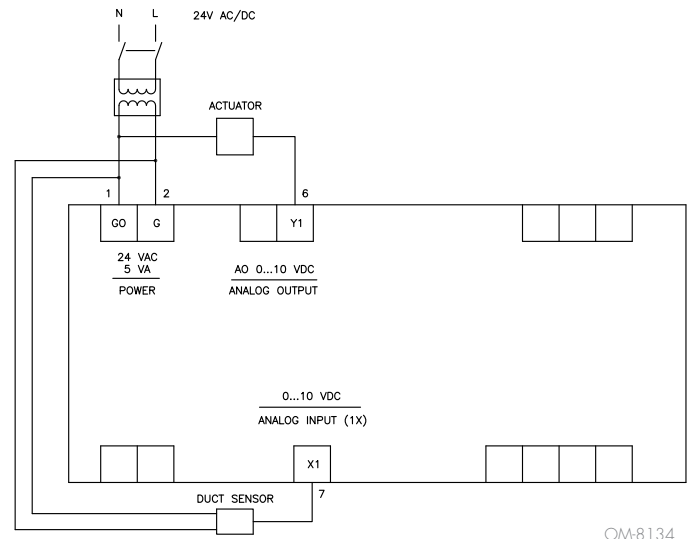 N L 24V AC/DC
ACTUATOR
1 2 6
G0 G Y1
24 VAC
5 VA
POWER
AO 0...10 VDC
ANALOG OUTPUT
0...10 VDC
ANALOG INPUT (1X)
X1
7
DUCT SENSOR
OM-8134